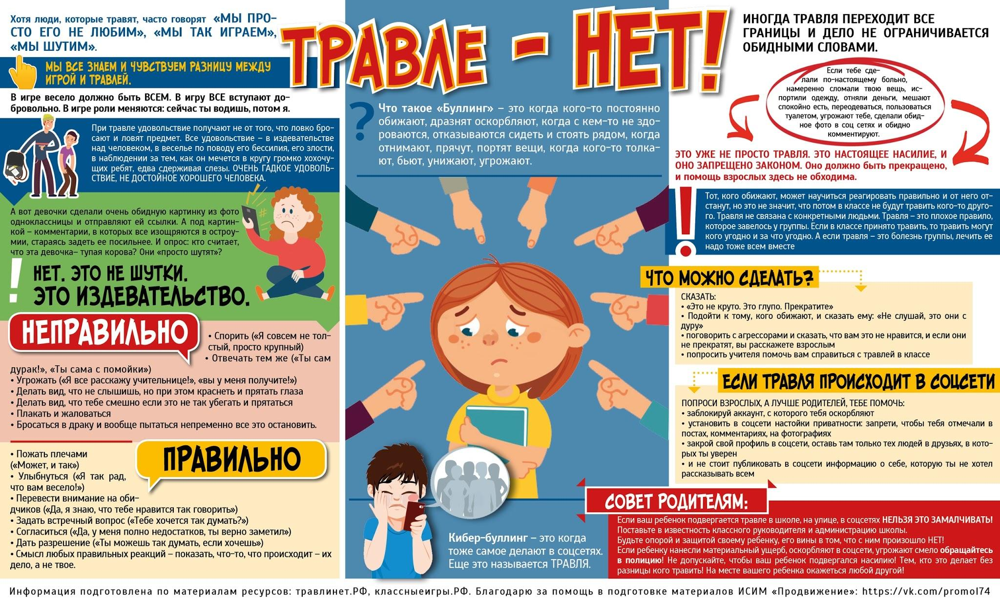 Хотя люди, которые травят, часто говорят «МЫ ПРО-
СТО ЕГО НЕ ЛЮБИМ», «МЫ ТАК ИГРАЕМ»,
«МЫ ШУТИМ».
МЫ ВСЕ ЗНАЕМ И ЧУВСТВУЕМ РАЗНИЦУ МЕЖДУ
ИГРОЙ И ТРАВЛЕЙ.
В игре весело должно быть ВСЕМ. В игру ВСЕ вступают до-
бровольно. В игре роли меняются: сейчас ты водишь, потом я.
При травле удовольствие получают не от того, что ловко бро-
сают и ловят предмет. Все удовольствие – в издевательстве
над человеком, в веселье по поводу его бессилия, его злости,
в наблюдении за тем, как он мечется в кругу громко хохочу-
щих ребят, едва сдерживая слезы. ОЧЕНЬ ГАДКОЕ УДОВОЛЬ-
СТВИЕ, НЕ ДОСТОЙНОЕ ХОРОШЕГО ЧЕЛОВЕКА.
А вот девочки сделали очень обидную картинку из фото
одноклассницы и отправляют ей ссылки. А под картин-
кой – комментарии, в которых все изощряются в остроу-
мии, стараясь задеть ее посильнее. И опрос: кто считает,
что эта девочка– тупая корова? Они «просто шутят»?
! НЕТ. ЭТО НЕ ШУТКИ.
ЭТО ИЗДЕВАТЕЛЬСТВО.
НЕПРАВИЛЬНО
• Спорить («Я совсем не тол-
стый, просто крупный)
• Отвечать тем же («Ты сам
дурак!», «Ты сама с помойки»)
• Угрожать («Я все расскажу учительнице!», «вы у меня получите!»)
• Делать вид, что не слышишь, но при этом краснеть и прятать глаза
• Делать вид, что тебе смешно если это не так убегать и прятаться
• Плакать и жаловаться
• Бросаться в драку и вообще пытаться непременно все это остановить.
ПРАВИЛЬНО
• Пожать плечами
(«Может, и так»)
• Улыбнуться («Я так рад,
что вам весело!»)
• Перевести внимание на оби-
дчиков («Да, я знаю, что тебе нравится так говорить»)
• Задать встречный вопрос («Тебе хочется так думать?»)
• Согласиться («Да, у меня полно недостатков, ты верно заметил»)
• Дать разрешение («Ты можешь так думать, если хочешь»)
• Смысл любых правильных реакций – показать, что-то, что происходит – их
дело, а не твое.
ТРАВЛЕ - НЕТ!
? Что такое «Буллинг» – это когда кого-то постоянно
обижают, дразнят оскорбляют, когда с кем-то не здо-
роваются, отказываются сидеть и стоять рядом, когда
отнимают, прячут, портят вещи, когда кого-то толка-
ют, бьют, унижают, угрожают.
Кибер-буллинг – это когда
тоже самое делают в соцсетях.
Еще это называется ТРАВЛЯ.
ИНОГДА ТРАВЛЯ ПЕРЕХОДИТ ВСЕ
ГРАНИЦЫ И ДЕЛО НЕ ОГРАНИЧИВАЕТСЯ
ОБИДНЫМИ СЛОВАМИ.
Если тебе сде-
лали по-настоящему больно,
намеренно сломали твою вещь, ис-
портили одежду, отняли деньги, мешают
спокойно есть, переодеваться, пользоваться
туалетом, угрожают тебе, сделали обид-
ное фото в соц сетях и обидно
комментируют.
ЭТО УЖЕ НЕ ПРОСТО ТРАВЛЯ. ЭТО НАСТОЯЩЕЕ НАСИЛИЕ, И
ОНО ЗАПРЕЩЕНО ЗАКОНОМ. Оно должно быть прекращено,
и помощь взрослых здесь не обходима.
! Тот, кого обижают, может научиться реагировать правильно и от него от-
станут, но это не значит, что потом в классе не будут травить кого-то друго-
го. Травля не связана с конкретными людьми. Травля – это плохое правило,
которое завелось у группы. Если в классе принято травить, то травить могут
кого угодно и за что угодно. А если травля – это болезнь группы, лечить ее
надо тоже всем вместе
ЧТО МОЖНО СДЕЛАТЬ?
СКАЗАТЬ:
• «Это не круто. Это глупо. Прекратите»
• Подойти к тому, кого обижают, и сказать ему: «Не слушай, это они с
дуру»
• поговорить с агрессорами и сказать, что вам это не нравится, и если они
не прекратят, вы расскажете взрослым
• попросить учителя помочь вам справиться с травлей в классе
ЕСЛИ ТРАВЛЯ ПРОИСХОДИТ В СОЦСЕТИ
ПОПРОСИ ВЗРОСЛЫХ, А ЛУЧШЕ РОДИТЕЛЕЙ, ТЕБЕ ПОМОЧЬ:
• заблокируй аккаунт, с которого тебя оскорбляют
• установить в соцсети настойки приватности: запрети, чтобы тебя отмечали в
постах, комментариях, на фотографиях
• закрой свой профиль в соцсети, оставь там только тех людей в друзьях, в кото-
рых ты уверен
• и не стоит публиковать в соцсети информацию о себе, которую ты не хотел
рассказывать всем
СОВЕТ РОДИТЕЛЯМ:
Если ваш ребенок подвергается травле в школе, на улице, в соцсетях НЕЛЬЗЯ ЭТО ЗАМАЛЧИВАТЬ!
Поставьте в известность классного руководителя и администрацию школы.
Будьте опорой и защитой своему ребенку, его вины в том, что с ним произошло НЕТ!
Если ребенку нанесли материальный ущерб, оскорбляют в соцсети, угрожают смело обращайтесь
в полицию! Не допускайте, чтобы ваш ребенок подвергался насилию! Тем, кто это делает без
разницы кого травить! На месте вашего ребенка окажеться любой другой!
Информация подготовлена по материалам ресурсов: травлинет.РФ, классныеигры.РФ. Благодарю за помощь в подготовке материалов ИСИМ «Продвижение»: https://vk.com/promo174